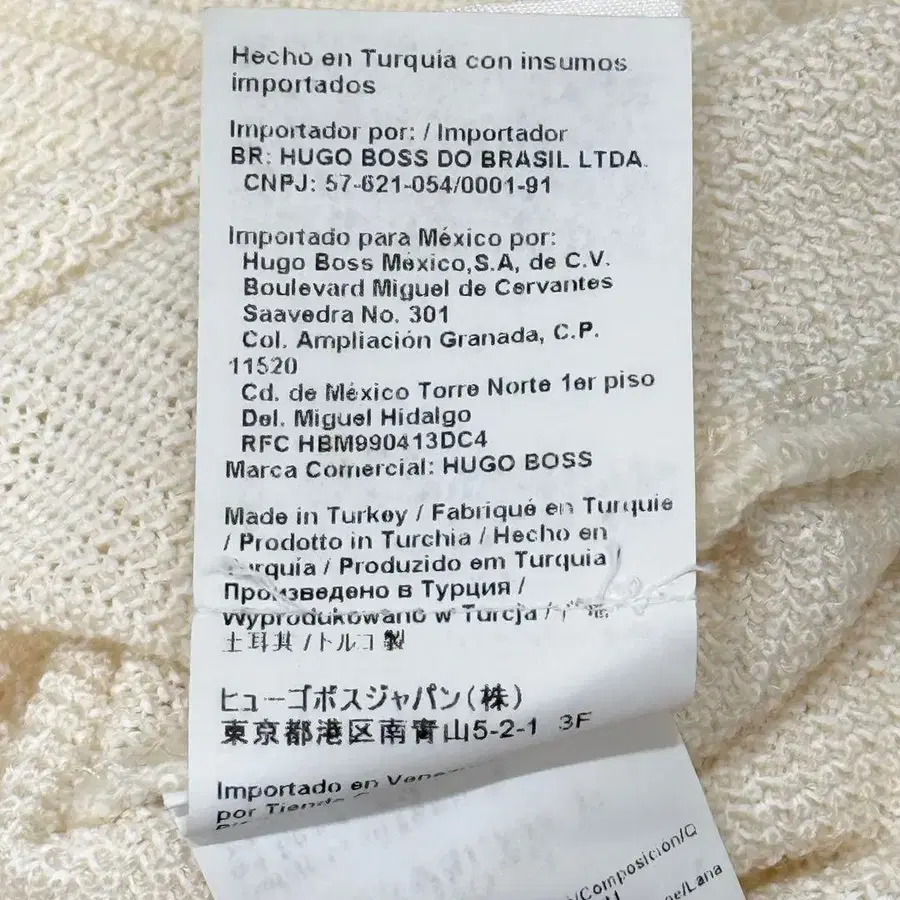 Hecho en Turquía con insumos
importados
Importador por: / Importador
BR: HUGO BOSS DO BRASIL LTDA.
CNPJ: 57-621-054/0001-91
Importado para México por:
Hugo Boss México,S.A, de C.V.
Boulevard Miguel de Cervantes
Saavedra No. 301
Col. Ampliación Granada, C.P.
11520
Cd. de México Torre Norte 1er piso
Del. Miguel Hidalgo
RFC HBM990413DC4
Marca Comercial: HUGO BOSS
Made in Turkey / Fabriqué en Turquie
/ Prodotto in Turchia / Hecho en
Turquía / Produzido em Turquia /
Произведено в Турции /
Wyprodukowano w Turcja /
土耳其 /トルコ製
ヒューゴボスジャパン(株)
東京都港区南青山5-2-1 3F
Importado en
por
/Composición/Q
/Lana